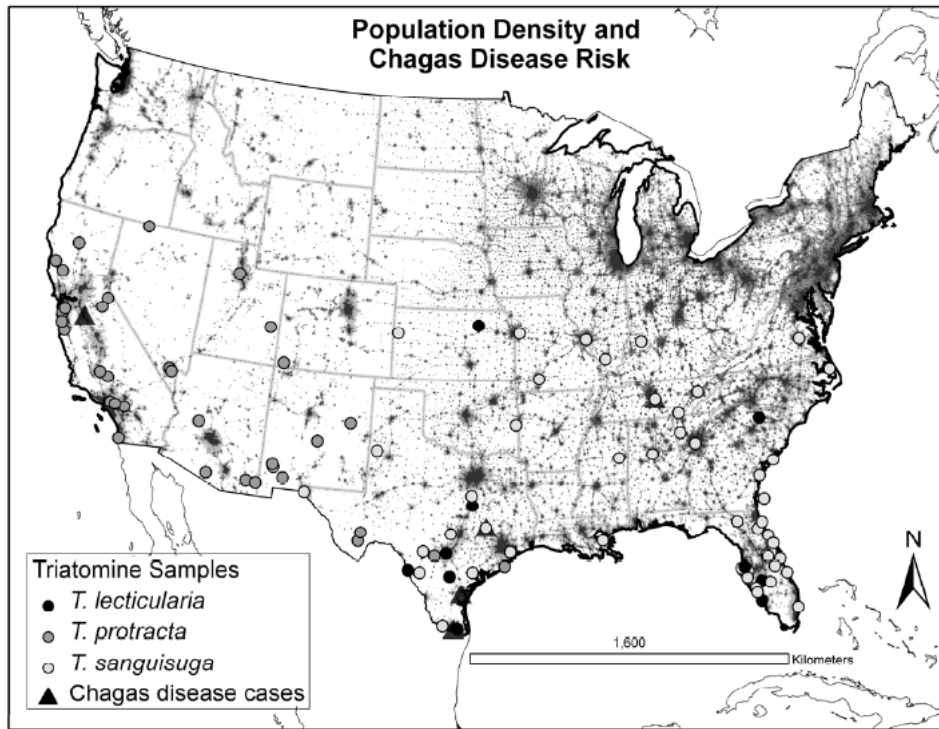 Population Density and
Chagas Disease Risk
N
Triatomine Samples
T. lecticularia
T. protracta
T. sanguisuga
Chagas disease cases
1,600
Kilometers